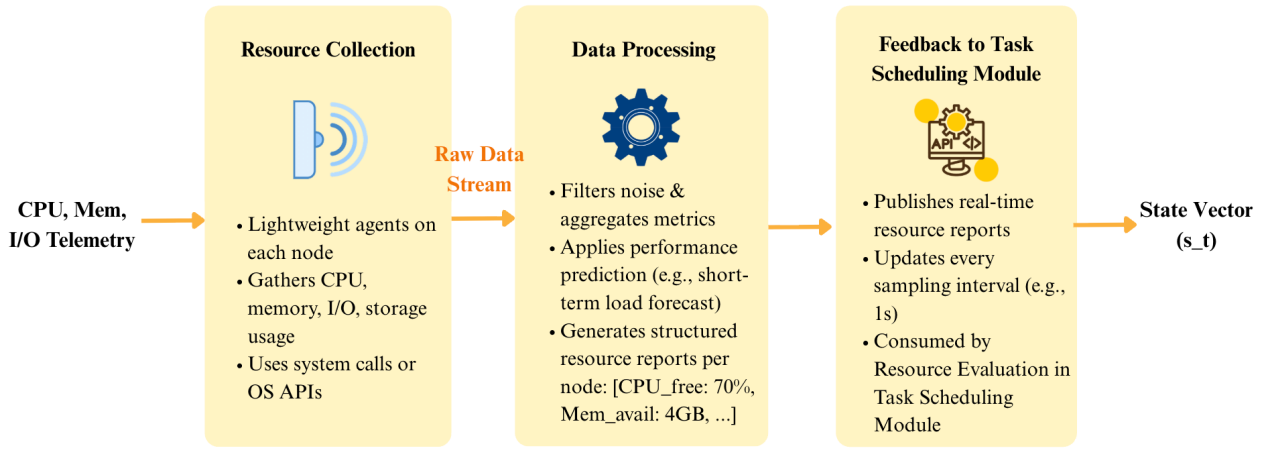 CPU, Mem,
I/O Telemetry
Resource Collection
• Lightweight agents on
each node
• Gathers CPU,
memory, I/O, storage
usage
• Uses system calls or
OS APIs
Raw Data
Stream
Data Processing
• Filters noise &
aggregates metrics
• Applies performance
prediction (e.g., short-
term load forecast)
• Generates structured
resource reports per
node: [CPU_free: 70%,
Mem_avail: 4GB, ...]
Feedback to Task
Scheduling Module
API </>
• Publishes real-time
resource reports
• Updates every
sampling interval (e.g.,
1s)
• Consumed by
Resource Evaluation in
Task Scheduling
Module
State Vector
(s_t)